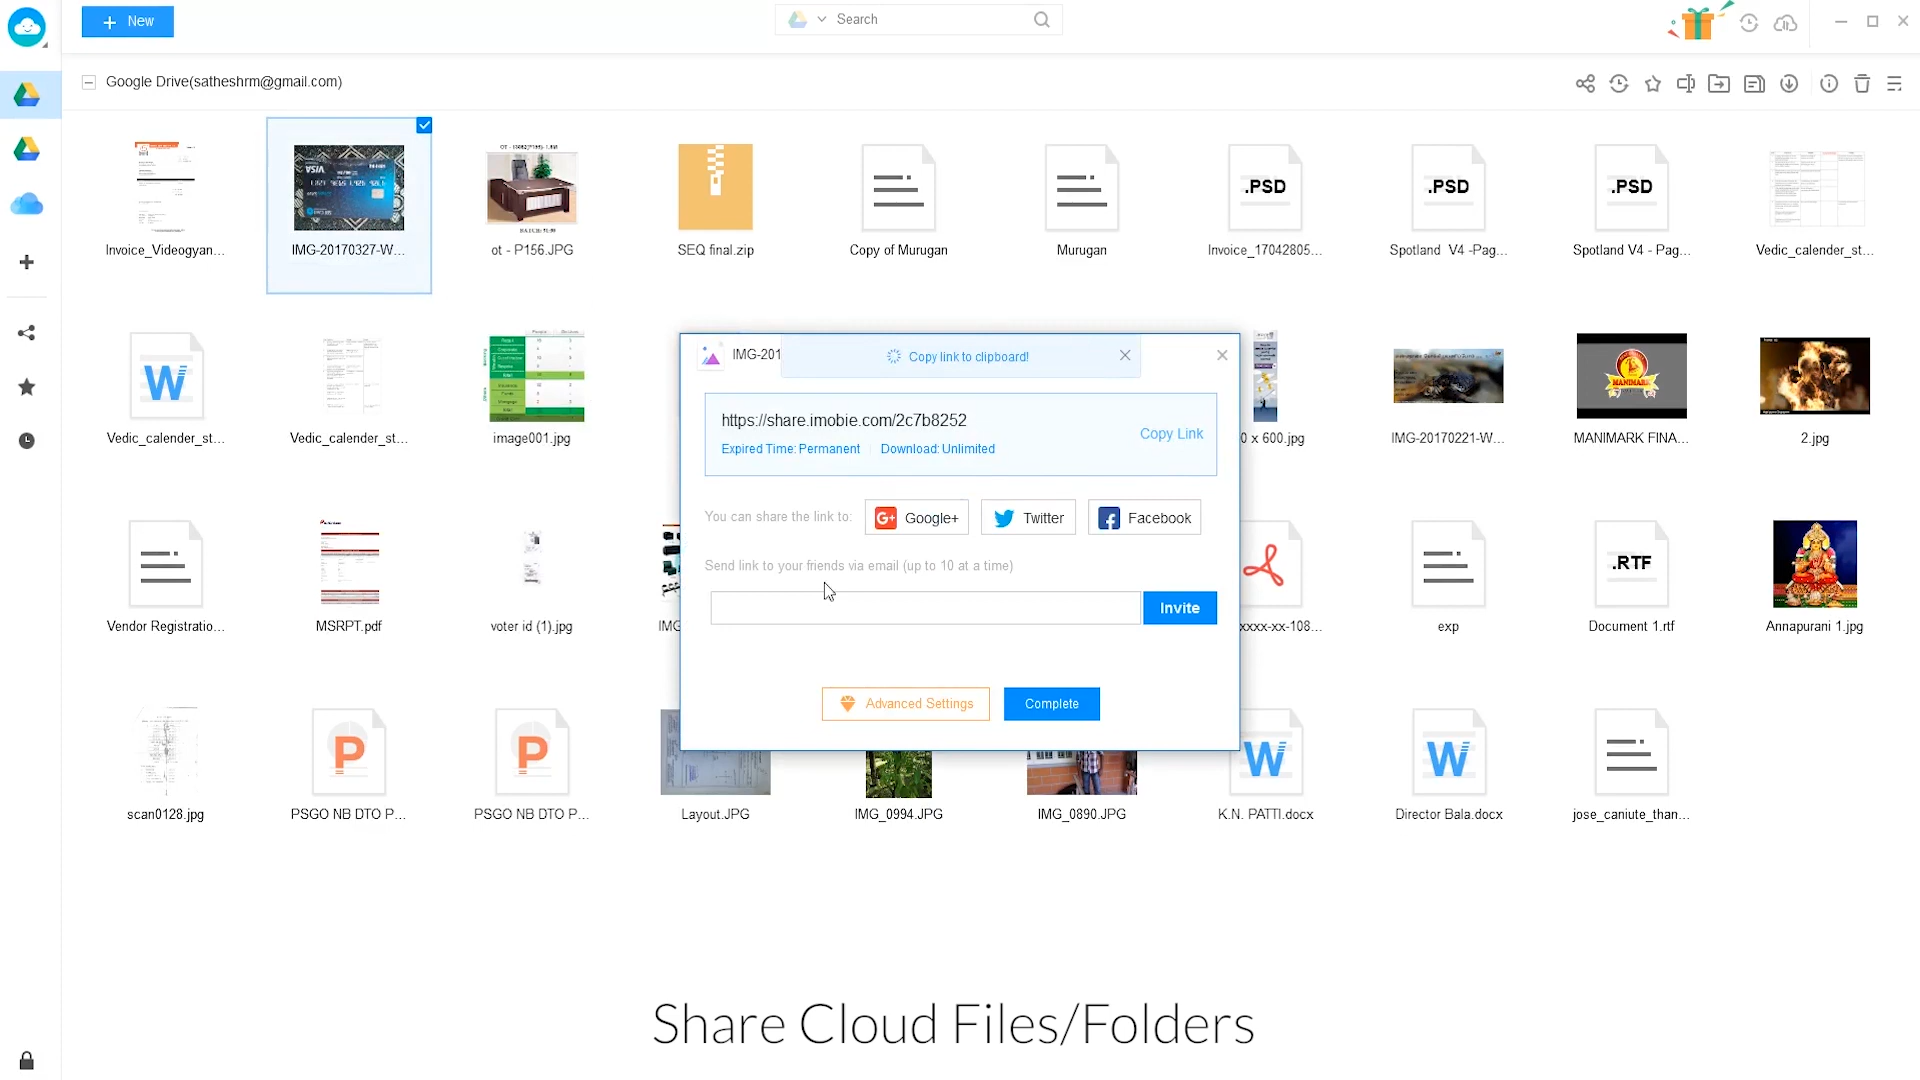 New
Search
Google Drive(satheshrm@gmail.com)
Invoice_Videogyan...
IMG-20170327-W...
ot - P156.JPG
SEQ final.zip
Copy of Murugan
Murugan
.PSD
Invoice_17042805...
.PSD
Spotland V4 -Pag...
.PSD
Spotland V4 - Pag...
Vedic_calender_st...
W
Vedic_calender_st...
Vedic_calender_st...
image001.jpg
0 x 600.jpg
IMG-20170221-W...
MANIMARK
MANIMARK FINA...
2.jpg
IMG-201
Copy link to clipboard!
https://share.imobie.com/2c7b8252
Expired Time: Permanent
Download: Unlimited
Copy Link
You can share the link to:
G+ Google+
Twitter
f Facebook
Send link to your friends via email (up to 10 at a time)
Invite
Advanced Settings
Complete
Vendor Registratio...
MSRPT.pdf
voter id (1).jpg
IMG
xxxx-xx-108...
exp
.RTF
Document 1.rtf
Annapurani 1.jpg
scan0128.jpg
P
PSGO NB DTO P...
P
PSGO NB DTO P...
Layout.JPG
IMG_0994.JPG
IMG_0890.JPG
W
K.N. PATTI.docx
W
Director Bala.docx
jose_caniute_than...
Share Cloud Files/Folders